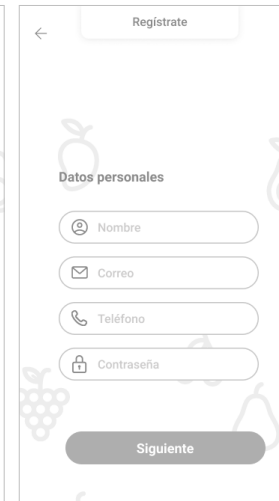 Regístrate
Datos personales
Nombre
Correo
Teléfono
Contraseña
Siguiente